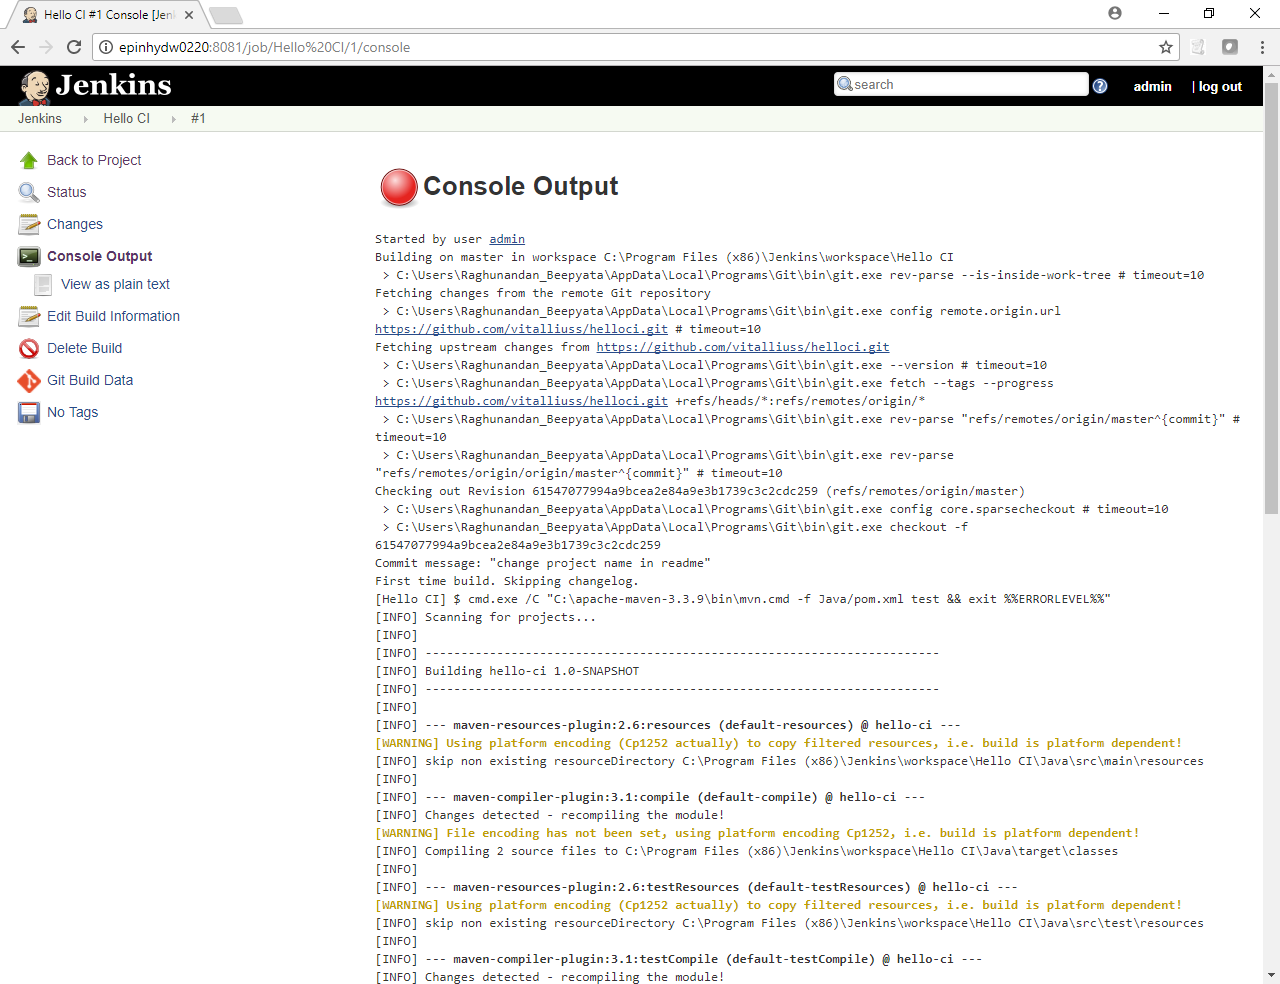 Hello CI #1 Console [Jen
epinhydw0220:8081/job/Hello%20CI/1/console
Jenkins
search
admin
| log out
Jenkins
Hello CI
#1
Back to Project
Status
Changes
Console Output
View as plain text
Edit Build Information
Delete Build
Git Build Data
No Tags
Console Output
Started by user admin
Building on master in workspace C:\Program Files (x86)\Jenkins\workspace\Hello CI
> C:\Users\Raghunandan_Beepyata\AppData\Local\Programs\Git\bin\git.exe rev-parse --is-inside-work-tree # timeout=10
Fetching changes from the remote Git repository
> C:\Users\Raghunandan_Beepyata\AppData\Local\Programs\Git\bin\git.exe config remote.origin.url
https://github.com/vitalliuss/helloci.git # timeout=10
Fetching upstream changes from https://github.com/vitalliuss/helloci.git
> C:\Users\Raghunandan_Beepyata\AppData\Local\Programs\Git\bin\git.exe --version # timeout=10
> C:\Users\Raghunandan_Beepyata\AppData\Local\Programs\Git\bin\git.exe fetch --tags --progress
https://github.com/vitalliuss/helloci.git +refs/heads/*:refs/remotes/origin/*
> C:\Users\Raghunandan_Beepyata\AppData\Local\Programs\Git\bin\git.exe rev-parse "refs/remotes/origin/master^{commit}" #
timeout=10
> C:\Users\Raghunandan_Beepyata\AppData\Local\Programs\Git\bin\git.exe rev-parse
"refs/remotes/origin/origin/master^{commit}" # timeout=10
Checking out Revision 61547077994a9bcea2e84a9e3b1739c3c2cdc259 (refs/remotes/origin/master)
> C:\Users\Raghunandan_Beepyata\AppData\Local\Programs\Git\bin\git.exe config core.sparsecheckout # timeout=10
> C:\Users\Raghunandan_Beepyata\AppData\Local\Programs\Git\bin\git.exe checkout -f
61547077994a9bcea2e84a9e3b1739c3c2cdc259
Commit message: "change project name in readme"
First time build. Skipping changelog.
[Hello CI] $ cmd.exe /C "C:\apache-maven-3.3.9\bin\mvn.cmd -f Java/pom.xml test && exit %%ERRORLEVEL%%"
[INFO] Scanning for projects...
[INFO]
[INFO] ------------------------------------------------------------------------
[INFO] Building hello-ci 1.0-SNAPSHOT
[INFO] ------------------------------------------------------------------------
[INFO]
[INFO] --- maven-resources-plugin:2.6:resources (default-resources) @ hello-ci ---
[WARNING] Using platform encoding (Cp1252 actually) to copy filtered resources, i.e. build is platform dependent!
[INFO] skip non existing resourceDirectory C:\Program Files (x86)\Jenkins\workspace\Hello CI\Java\src\main\resources
[INFO]
[INFO] --- maven-compiler-plugin:3.1:compile (default-compile) @ hello-ci ---
[INFO] Changes detected - recompiling the module!
[WARNING] File encoding has not been set, using platform encoding Cp1252, i.e. build is platform dependent!
[INFO] Compiling 2 source files to C:\Program Files (x86)\Jenkins\workspace\Hello CI\Java\target\classes
[INFO]
[INFO] --- maven-resources-plugin:2.6:testResources (default-testResources) @ hello-ci ---
[WARNING] Using platform encoding (Cp1252 actually) to copy filtered resources, i.e. build is platform dependent!
[INFO] skip non existing resourceDirectory C:\Program Files (x86)\Jenkins\workspace\Hello CI\Java\src\test\resources
[INFO]
[INFO] --- maven-compiler-plugin:3.1:testCompile (default-testCompile) @ hello-ci ---
[INFO] Changes detected - recompiling the module!